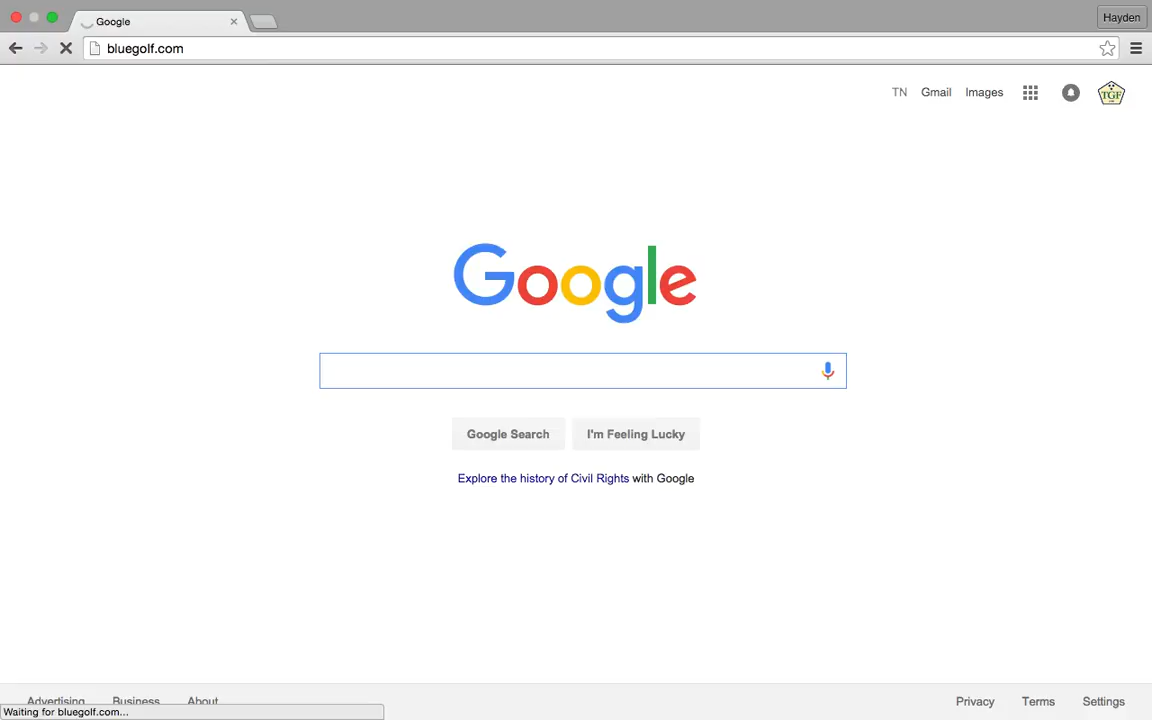 Google
Hayden
bluegolf.com
TN Gmail Images
TGF
Google
Google Search I'm Feeling Lucky
Explore the history of Civil Rights with Google
Advertising Business About Privacy Terms Settings
Waiting for bluegolf.com...